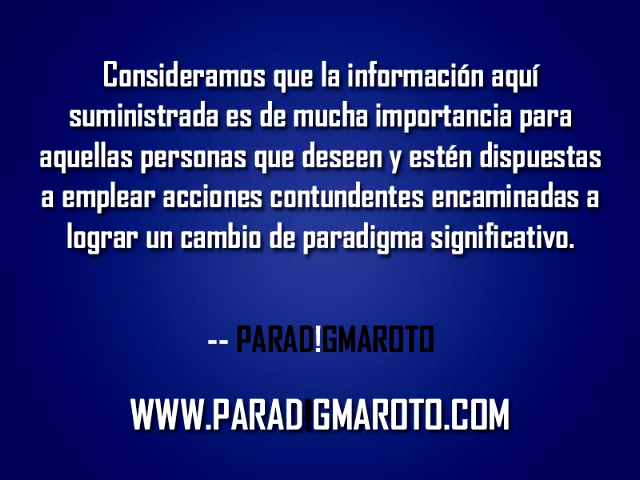 Consideramos que la información aquí
suministrada es de mucha importancia para
aquellas personas que deseen y estén dispuestas
a emplear acciones contundentes encaminadas a
lograr un cambio de paradigma significativo.
-- PARAD!GMAROTO
WWW.PARAD!GMAROTO.COM